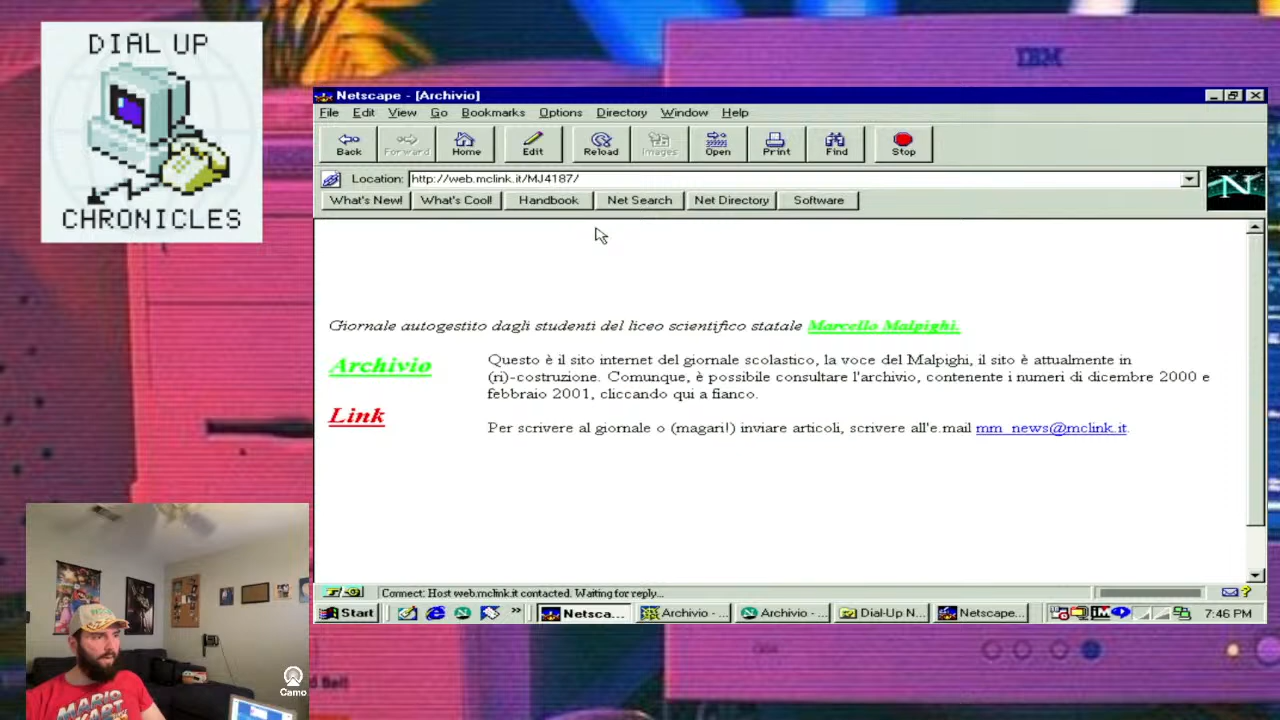 DIAL UP
CHRONICLES
IBM
Netscape - [Archivio]
File Edit View Go Bookmarks Options Directory Window Help
Back Forward Home Edit Reload Images Open Print Find Stop
Location: http://web.mclink.it/MJ4187/
What's New! What's Cool! Handbook Net Search Net Directory Software
N
Giornale autogestito dagli studenti del liceo scientifico statale Marcello Malpighi.
Archivio
Questo è il sito internet del giornale scolastico, la voce del Malpighi, il sito è attualmente in
(ri)-costruzione. Comunque, è possibile consultare l'archivio, contenente i numeri di dicembre 2000 e
febbraio 2001, cliccando qui a fianco.
Link
Per scrivere al giornale o (magari!) inviare articoli, scrivere all'e.mail mm_news@mclink.it.
Connect: Host web.mclink.it contacted. Waiting for reply...
Start » Netsca... Archivio - ... Archivio - ... Dial-Up N... Netscape... 7:46 PM
Camo
MARIO
KART
Bell